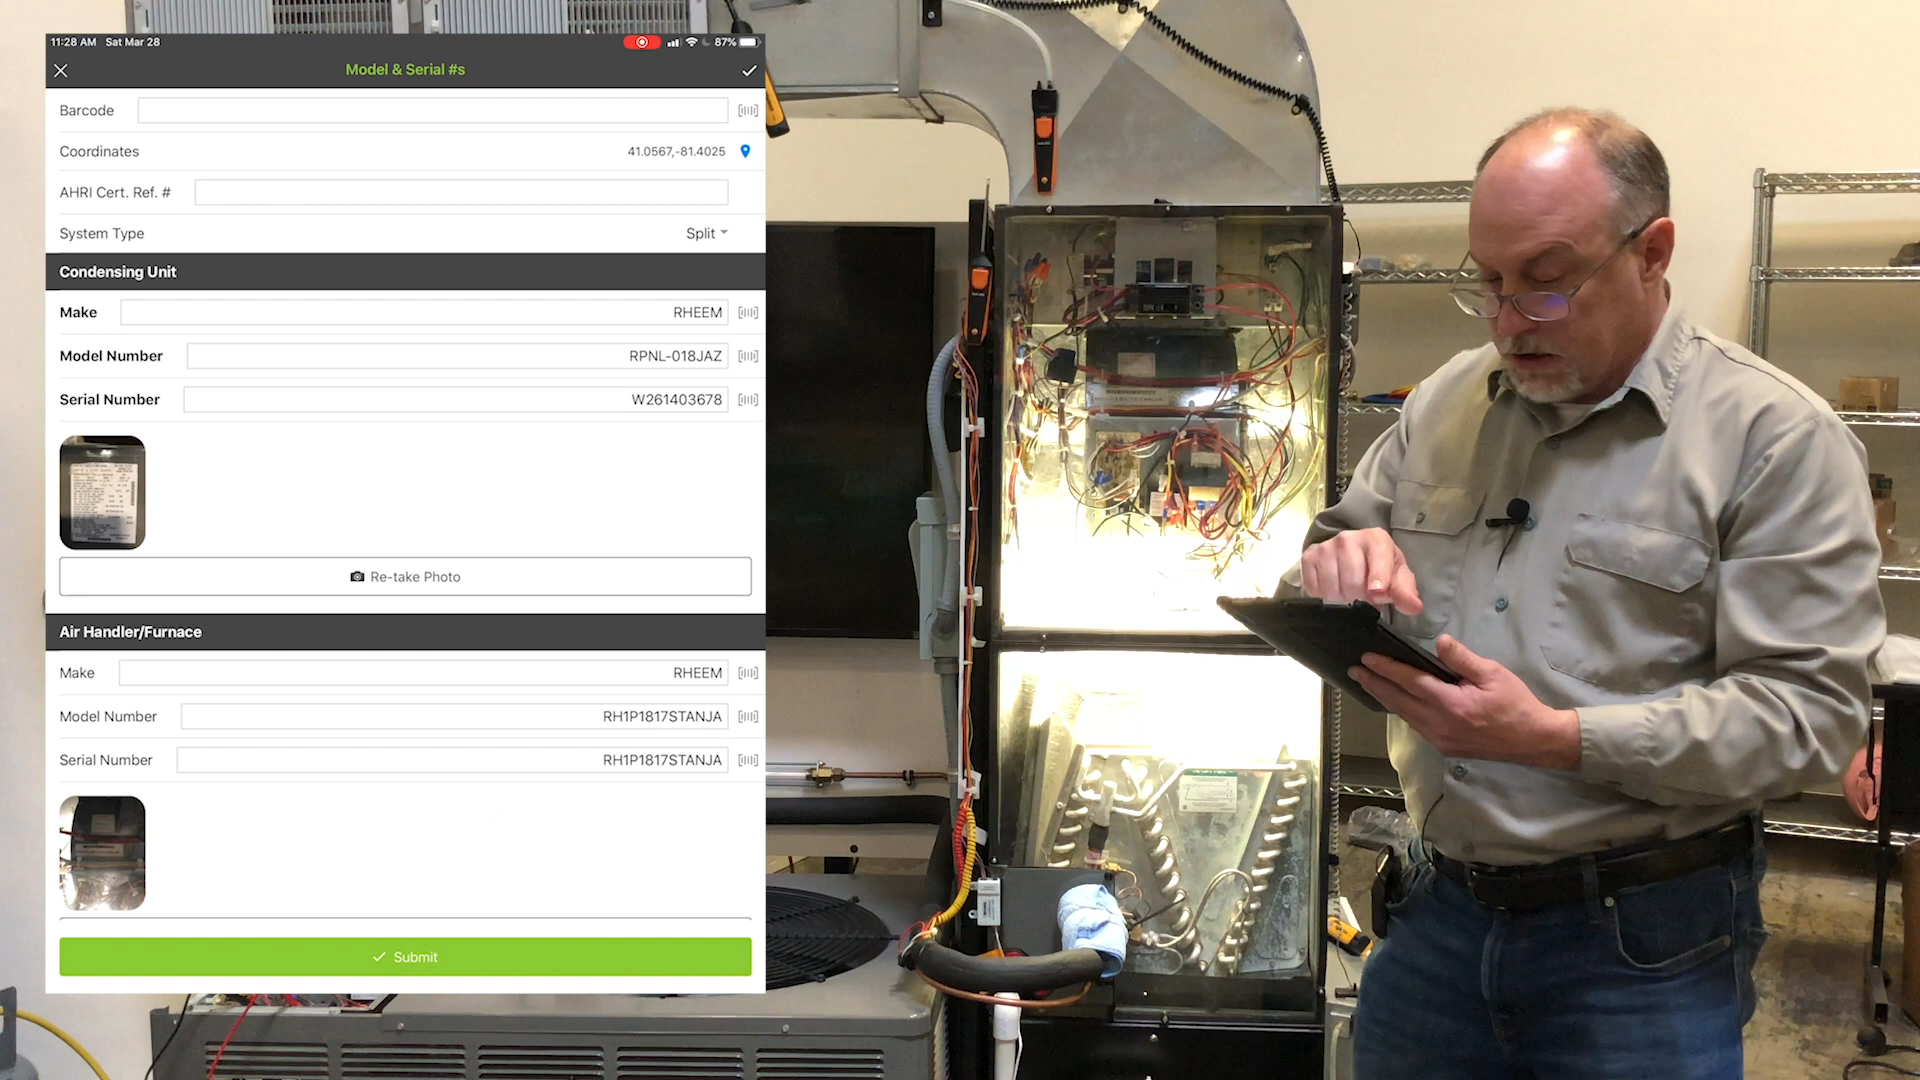 11:28 AM Sat Mar 28 87%
Model & Serial #s
Barcode
Coordinates 41.0567,-81.4025
AHRI Cert. Ref. #
System Type Split
Condensing Unit
Make RHEEM
Model Number RPNL-018JAZ
Serial Number W261403678
Re-take Photo
Air Handler/Furnace
Make RHEEM
Model Number RH1P1817STANJA
Serial Number RH1P1817STANJA
Submit